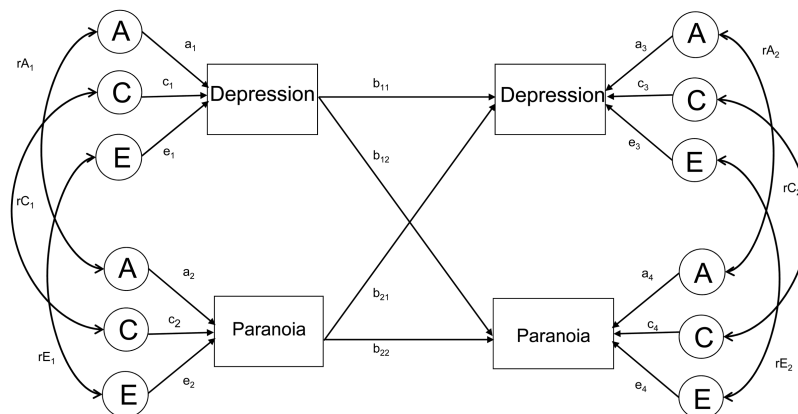 A
a1
rA1
C
c1
Depression
E
e1
rC1
A
a2
C
c2
Paranoia
rE1
E
e2
b11
b12
b21
b22
Depression
a3
A
rA2
c3
C
e3
E
rC2
A
a4
Paranoia
c4
C
rE2
e4
E